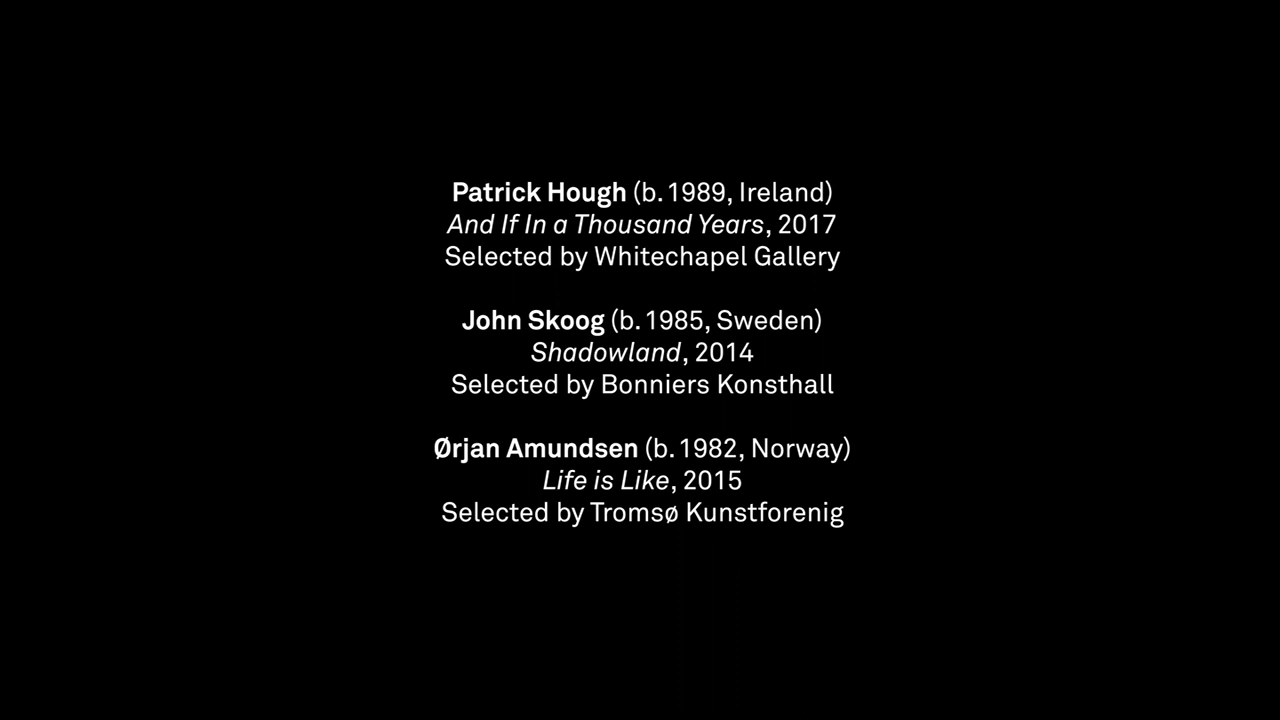 Patrick Hough (b. 1989, Ireland)
And If In a Thousand Years, 2017
Selected by Whitechapel Gallery
John Skoog (b. 1985, Sweden)
Shadowland, 2014
Selected by Bonniers Konsthall
Ørjan Amundsen (b. 1982, Norway)
Life is Like, 2015
Selected by Tromsø Kunstforenig